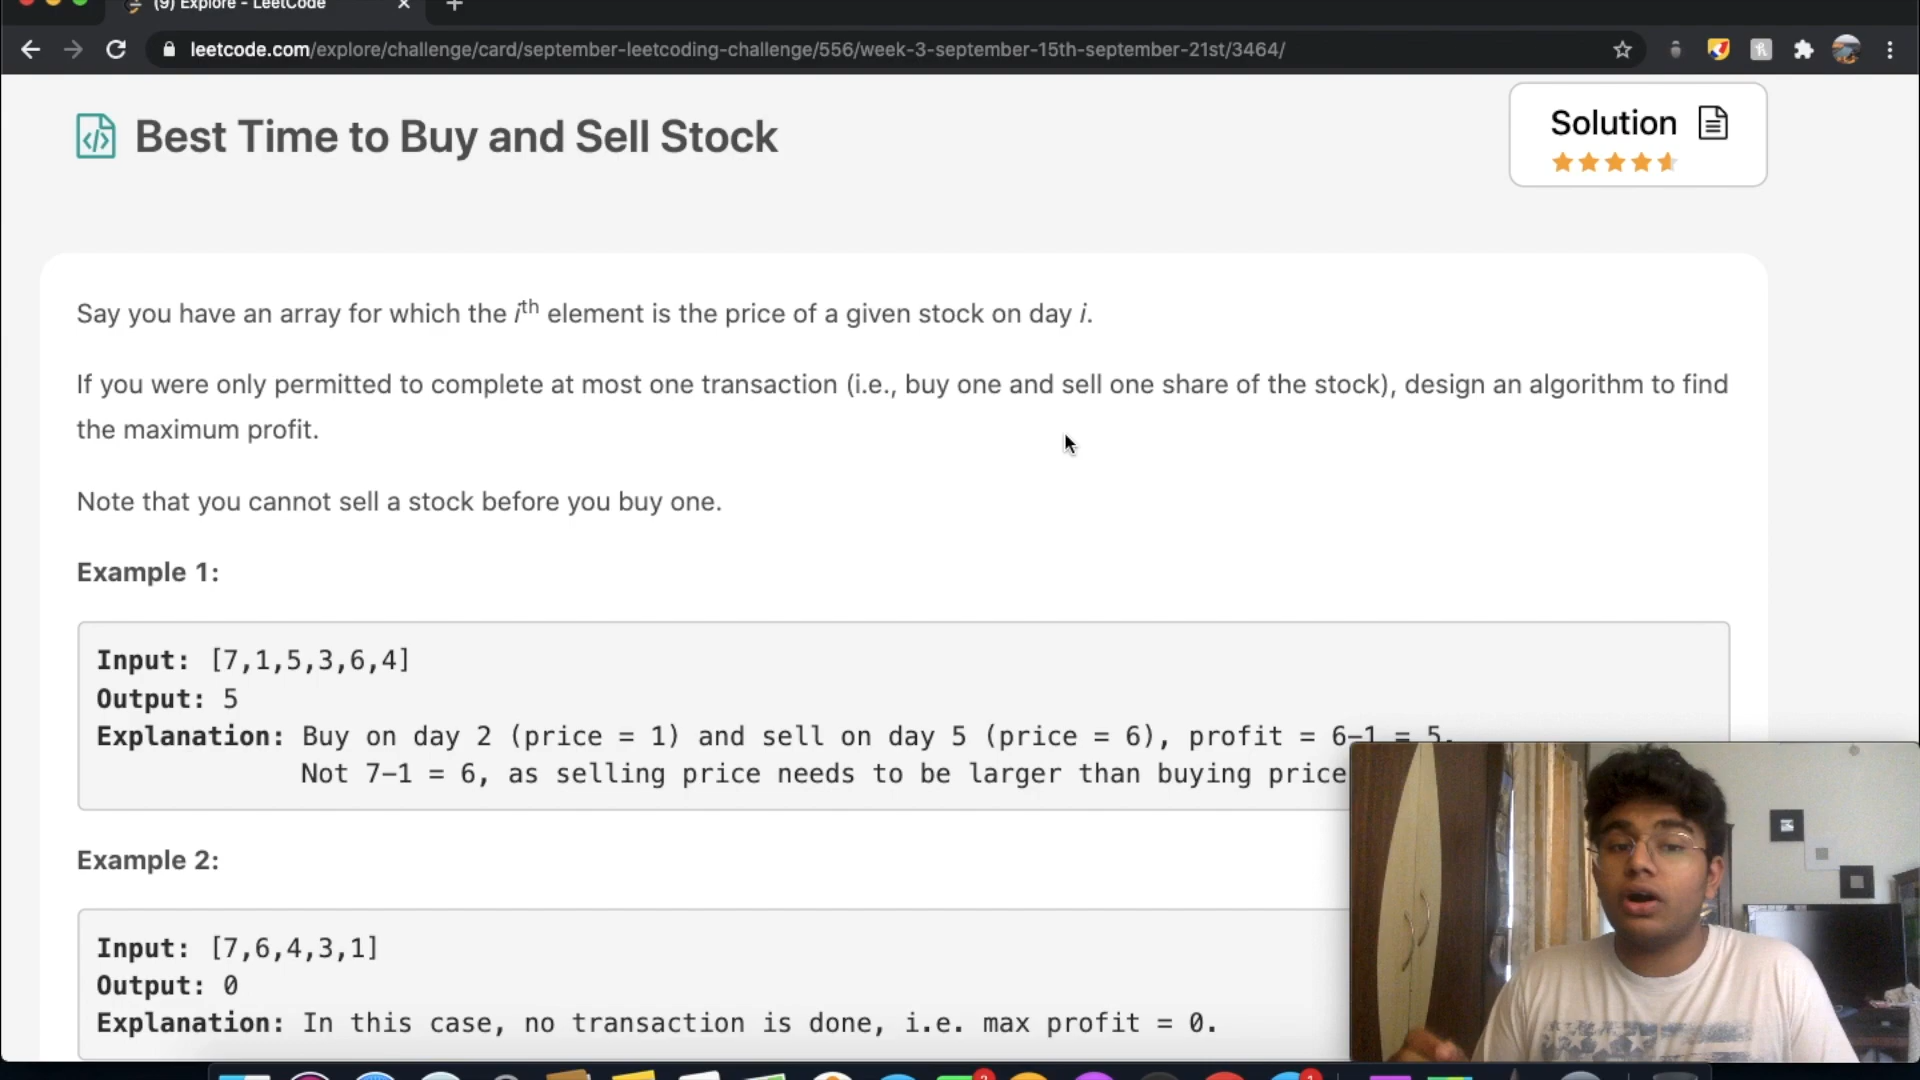 (9) Explore - LeetCode
leetcode.com/explore/challenge/card/september-leetcoding-challenge/556/week-3-september-15th-september-21st/3464/
Best Time to Buy and Sell Stock
Solution
Say you have an array for which the ith element is the price of a given stock on day i.
If you were only permitted to complete at most one transaction (i.e., buy one and sell one share of the stock), design an algorithm to find
the maximum profit.
Note that you cannot sell a stock before you buy one.
Example 1:
Input: [7,1,5,3,6,4]
Output: 5
Explanation: Buy on day 2 (price = 1) and sell on day 5 (price = 6), profit = 6-1 = 5.
Not 7-1 = 6, as selling price needs to be larger than buying price
Example 2:
Input: [7,6,4,3,1]
Output: 0
Explanation: In this case, no transaction is done, i.e. max profit = 0.